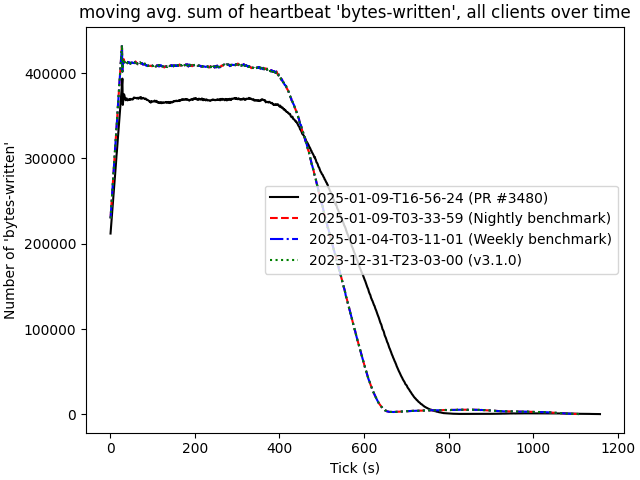 moving avg. sum of heartbeat 'bytes-written', all clients over time
Number of 'bytes-written'
400000
300000
200000
100000
0
2025-01-09-T16-56-24 (PR #3480)
2025-01-09-T03-33-59 (Nightly benchmark)
2025-01-04-T03-11-01 (Weekly benchmark)
2023-12-31-T23-03-00 (v3.1.0)
0 200 400 600 800 1000 1200
Tick (s)